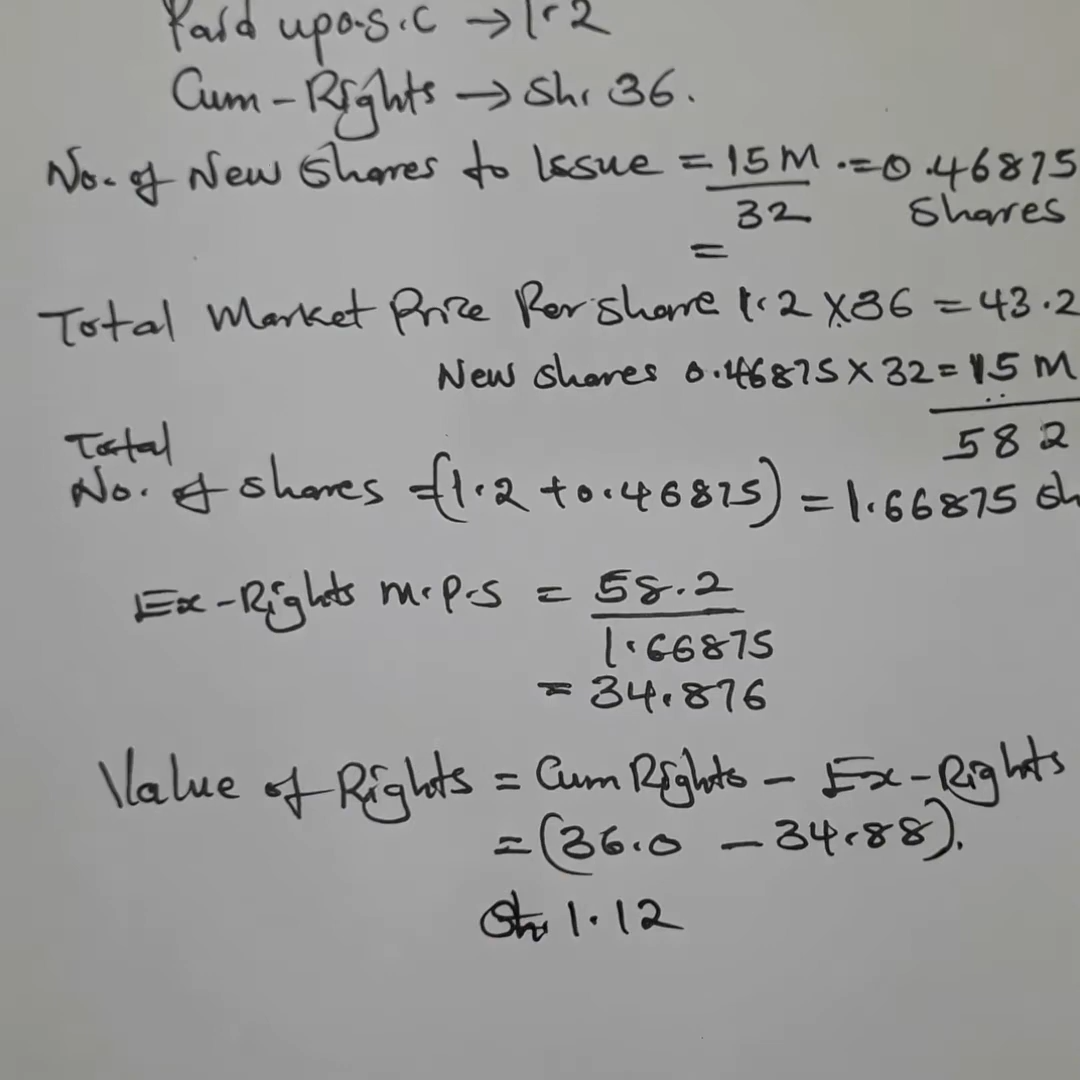 Paid upo.s.c → 1.2
Cum-Rights → Sh. 36.
No. of New Shares to Issue = 15M/32 .= 0.46875 Shares
=
Total Market Price Per share 1.2 x 36 = 43.2
New shares 0.46875 x 32 = 15 M
58 2
Total
No. of shares = (1.2 + 0.46875) = 1.66875 sh
Ex-Rights m.p.s = 58.2/1.66875
= 34.876
Value of Rights = Cum Rights - Ex-Rights
= (36.0 - 34.88).
Sh 1.12